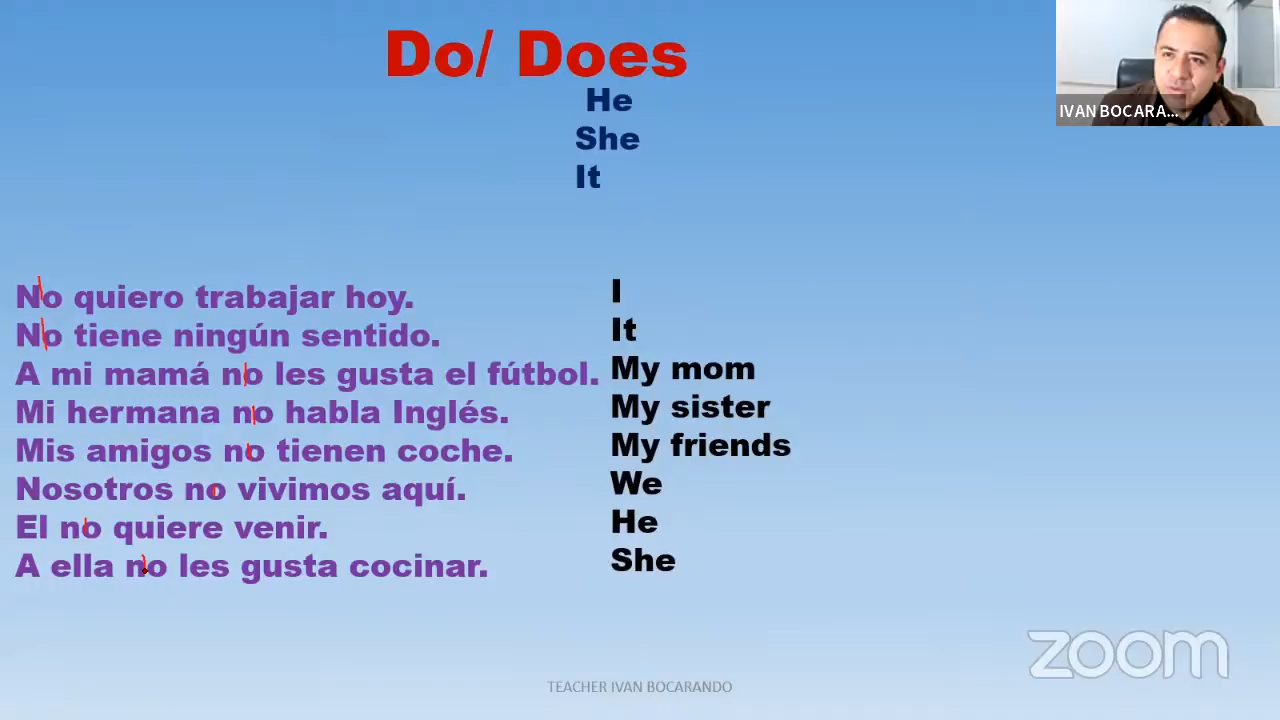 Do/ Does
He
She
It
IVAN BOCARA...
No quiero trabajar hoy. I
No tiene ningún sentido. It
A mi mamá no les gusta el fútbol. My mom
Mi hermana no habla Inglés. My sister
Mis amigos no tienen coche. My friends
Nosotros no vivimos aquí. We
El no quiere venir. He
A ella no les gusta cocinar. She
zoom
TEACHER IVAN BOCARANDO